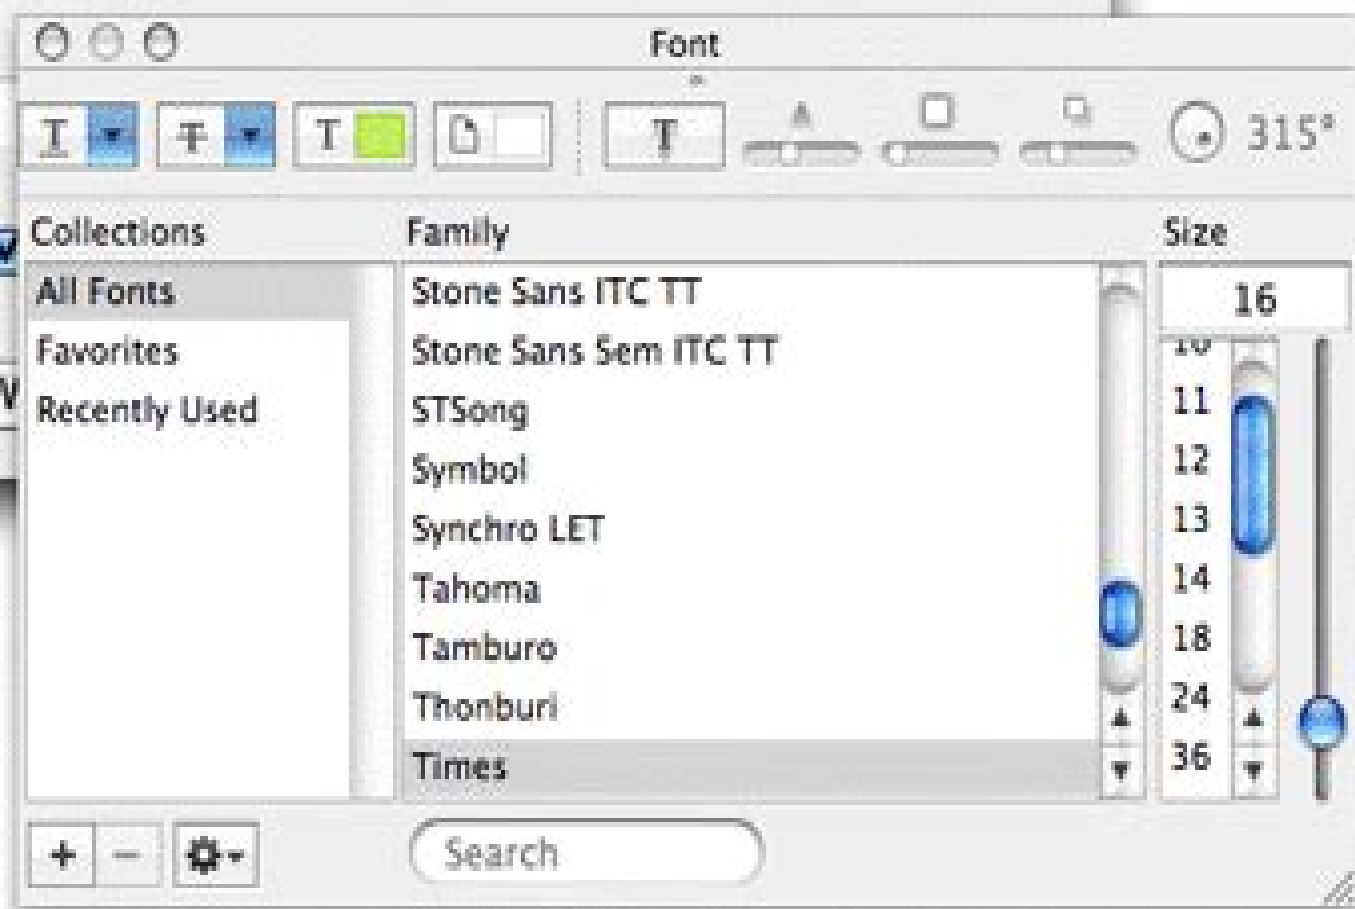 Font
T T T T 315°
Collections Family Size
All Fonts
Favorites
Recently Used
Stone Sans ITC TT
Stone Sans Sem ITC TT
STSong
Symbol
Synchro LET
Tahoma
Tamburo
Thonburi
Times
16
10
11
12
13
14
18
24
36
Search